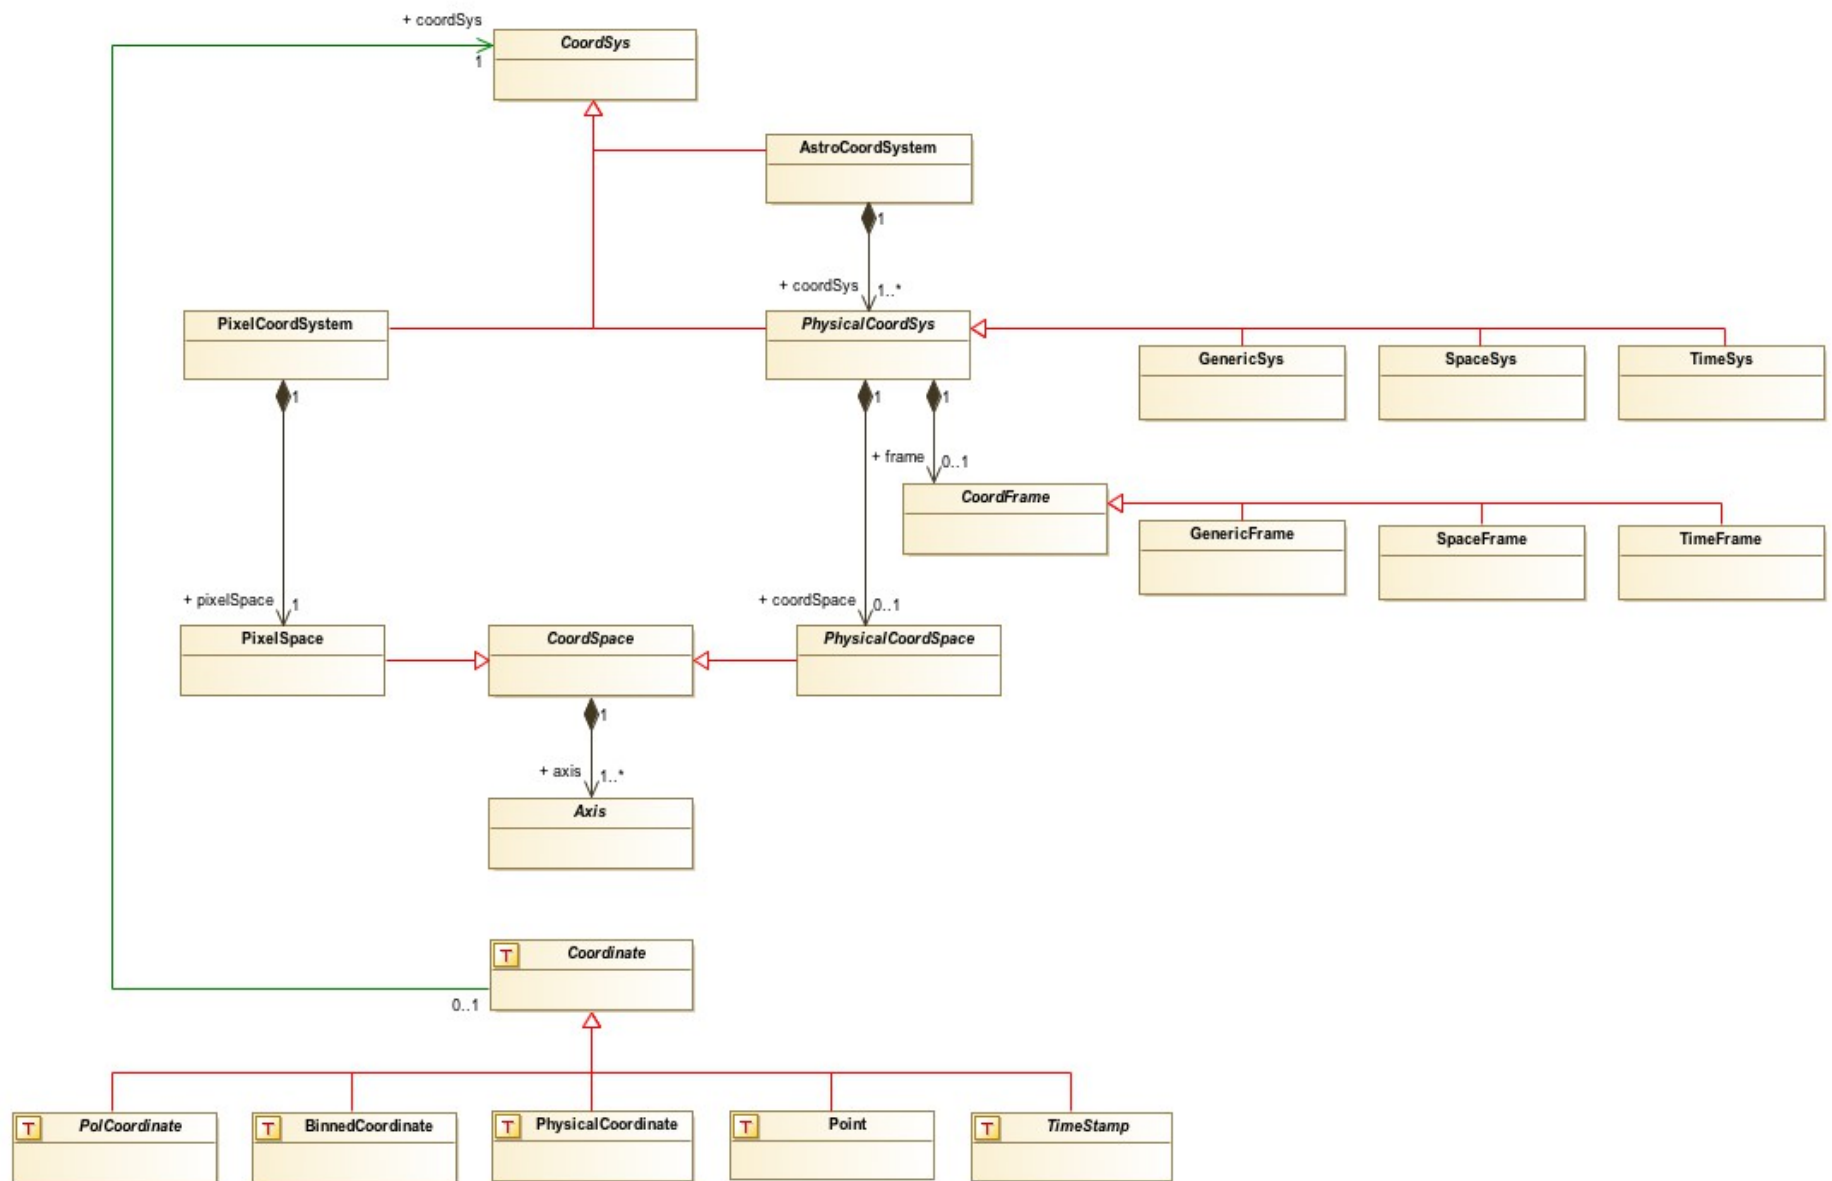 + coordSys
1
CoordSys
AstroCoordSystem
1
+ coordSys
1..*
PixelCoordSystem
PhysicalCoordSys
GenericSys
SpaceSys
TimeSys
1
1
1
+ frame
0..1
CoordFrame
GenericFrame
SpaceFrame
TimeFrame
+ pixelSpace
1
+ coordSpace
0..1
PixelSpace
CoordSpace
PhysicalCoordSpace
1
+ axis
1..*
Axis
T
Coordinate
0..1
T
PolCoordinate
T
BinnedCoordinate
T
PhysicalCoordinate
T
Point
T
TimeStamp